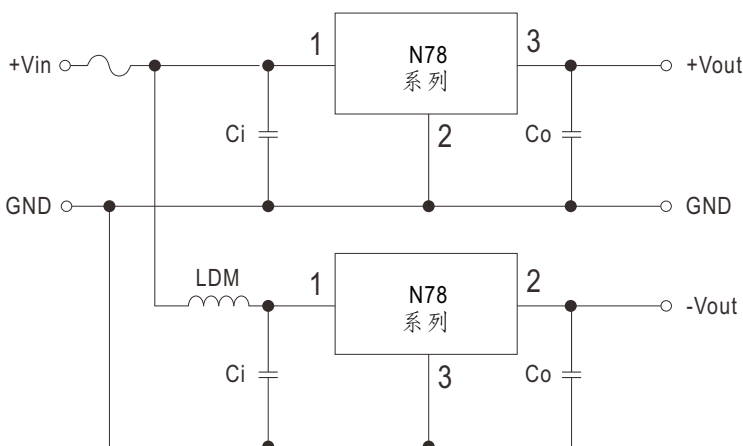 1
N78
系列
3
+Vin
+Vout
Ci
2
Co
GND
GND
LDM
1
N78
系列
2
-Vout
Ci
3
Co